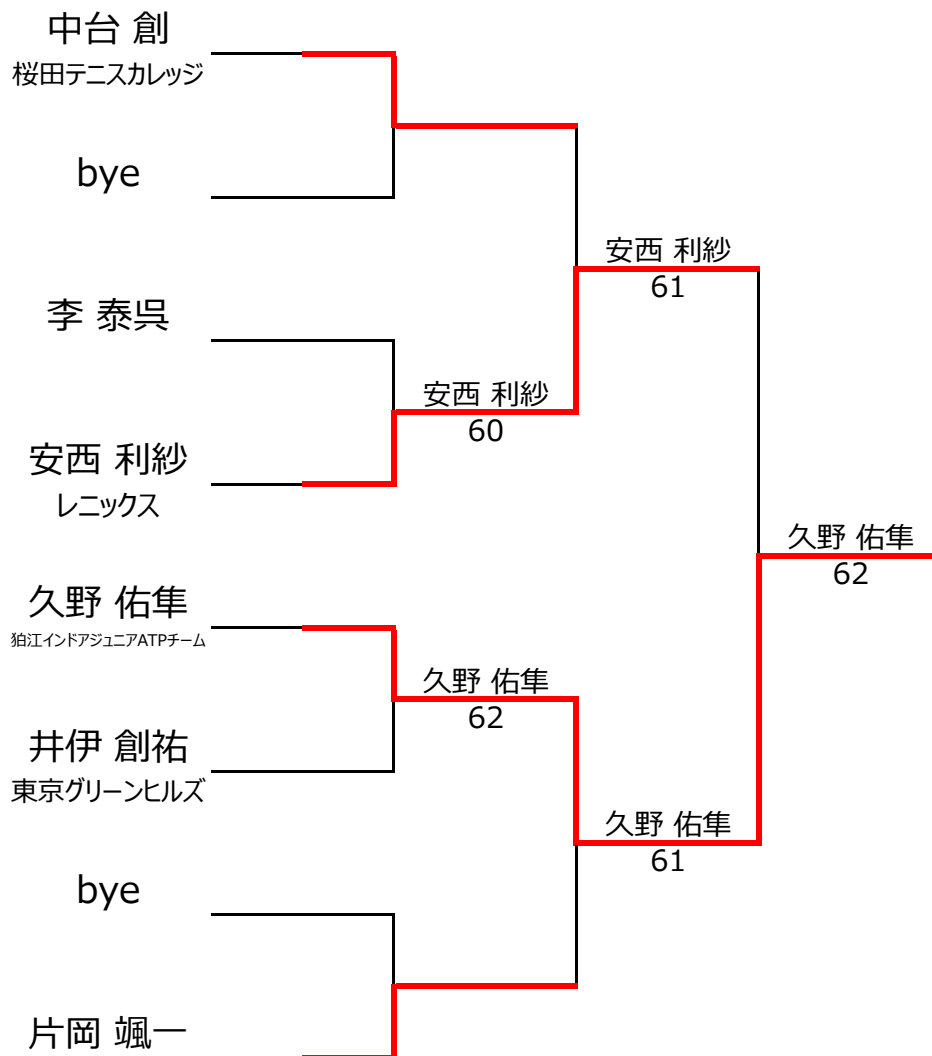 中台 創
桜田テニスカレッジ
bye
李 泰呉
安西 利紗
レニックス
久野 佑隼
狛江インドアジュニアATPチーム
井伊 創祐
東京グリーンヒルズ
bye
片岡 颯一
安西 利紗
60
久野 佑隼
62
安西 利紗
61
久野 佑隼
61
久野 佑隼
62